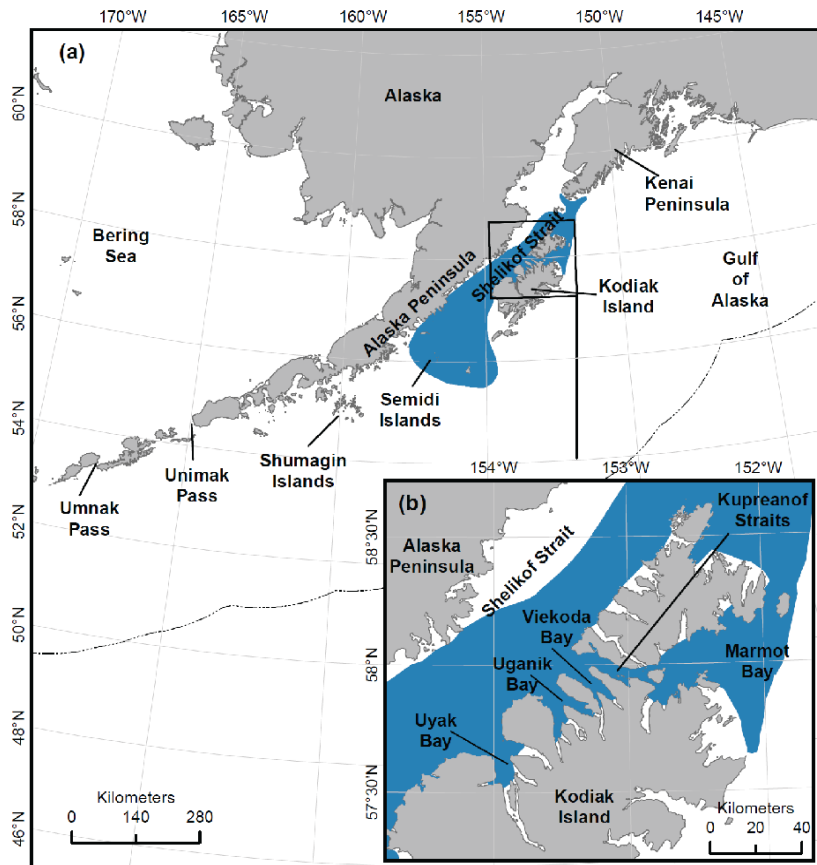 170°W
165°W
160°W
155°W
150°W
145°W
(a)
60°N
58°N
56°N
54°N
52°N
50°N
48°N
46°N
Alaska
Kenai
Peninsula
Bering
Sea
Shelikof Strait
Gulf
of
Alaska
Alaska Peninsula
Kodiak
Island
Semidi
Islands
Shumagin
Islands
Unimak
Pass
Umnak
Pass
Kilometers
0 140 280
154°W
153°W
152°W
(b)
58°30'N
58°N
57°30'N
Kupreanof
Straits
Alaska
Peninsula
Shelikof Strait
Viekoda
Bay
Uganik
Bay
Marmot
Bay
Uyak
Bay
Kodiak
Island
Kilometers
0 20 40